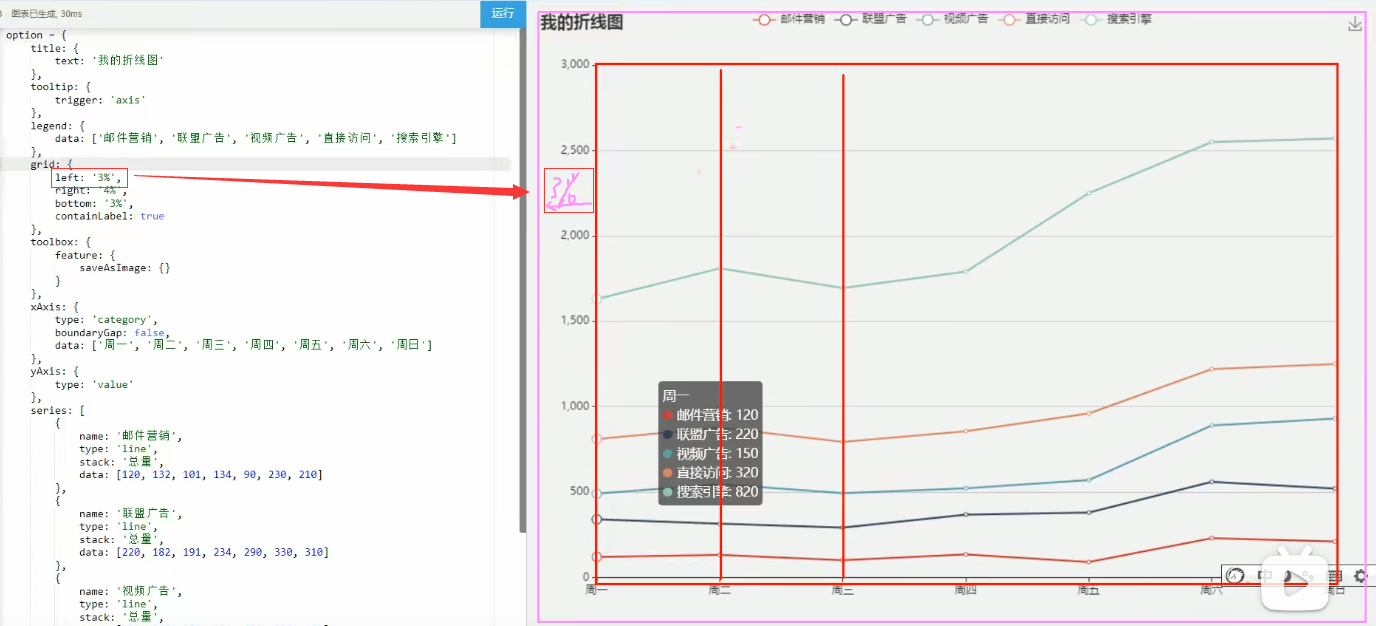 图表已生成, 30ms
运行
option = {
title: {
text: '我的折线图'
},
tooltip: {
trigger: 'axis'
},
legend: {
data: ['邮件营销', '联盟广告', '视频广告', '直接访问', '搜索引擎']
},
grid: {
left: '3%',
right: '4%',
bottom: '3%',
containLabel: true
},
toolbox: {
feature: {
saveAsImage: {}
}
},
xAxis: {
type: 'category',
boundaryGap: false,
data: ['周一', '周二', '周三', '周四', '周五', '周六', '周日']
},
yAxis: {
type: 'value'
},
series: [
{
name: '邮件营销',
type: 'line',
stack: '总量',
data: [120, 132, 101, 134, 90, 230, 210]
},
{
name: '联盟广告',
type: 'line',
stack: '总量',
data: [220, 182, 191, 234, 290, 330, 310]
},
{
name: '视频广告',
type: 'line',
stack: '总量',
我的折线图
邮件营销 联盟广告 视频广告 直接访问 搜索引擎
3,000
2,500
3%
2,000
1,500
1,000
500
0
周一
邮件营销: 120
联盟广告: 220
视频广告: 150
直接访问: 320
搜索引擎: 820
周一 周二 周三 周四 周五 周六 周日